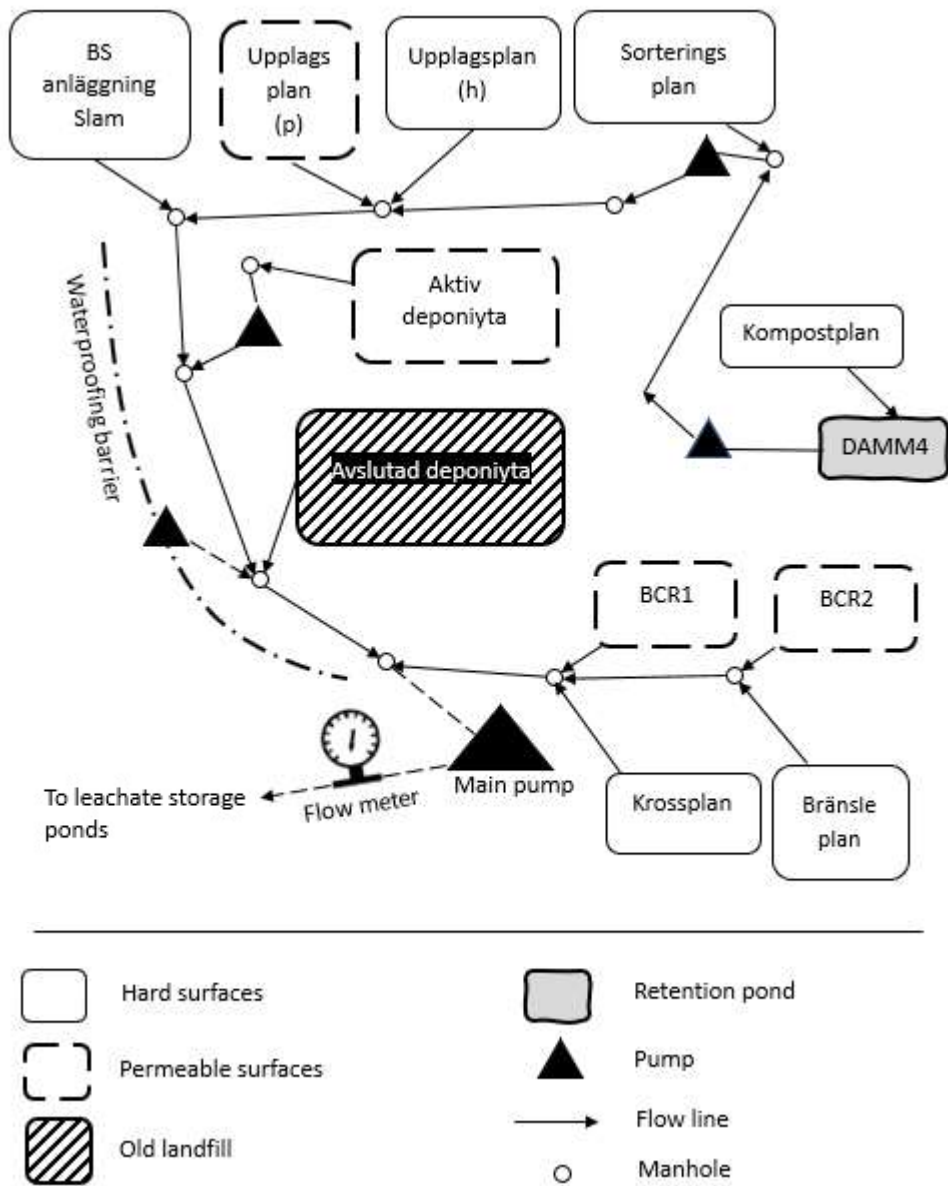 BS
anläggning
Slam
Upplags
plan
(p)
Upplagsplan
(h)
Sorterings
plan
Waterproofing barrier
Aktiv
deponiyta
Kompostplan
DAMM4
Avslutad deponiyta
BCR1
BCR2
To leachate storage
ponds
Flow meter
Main pump
Krossplan
Bränsle
plan
Hard surfaces
Retention pond
Permeable surfaces
Pump
Flow line
Old landfill
Manhole